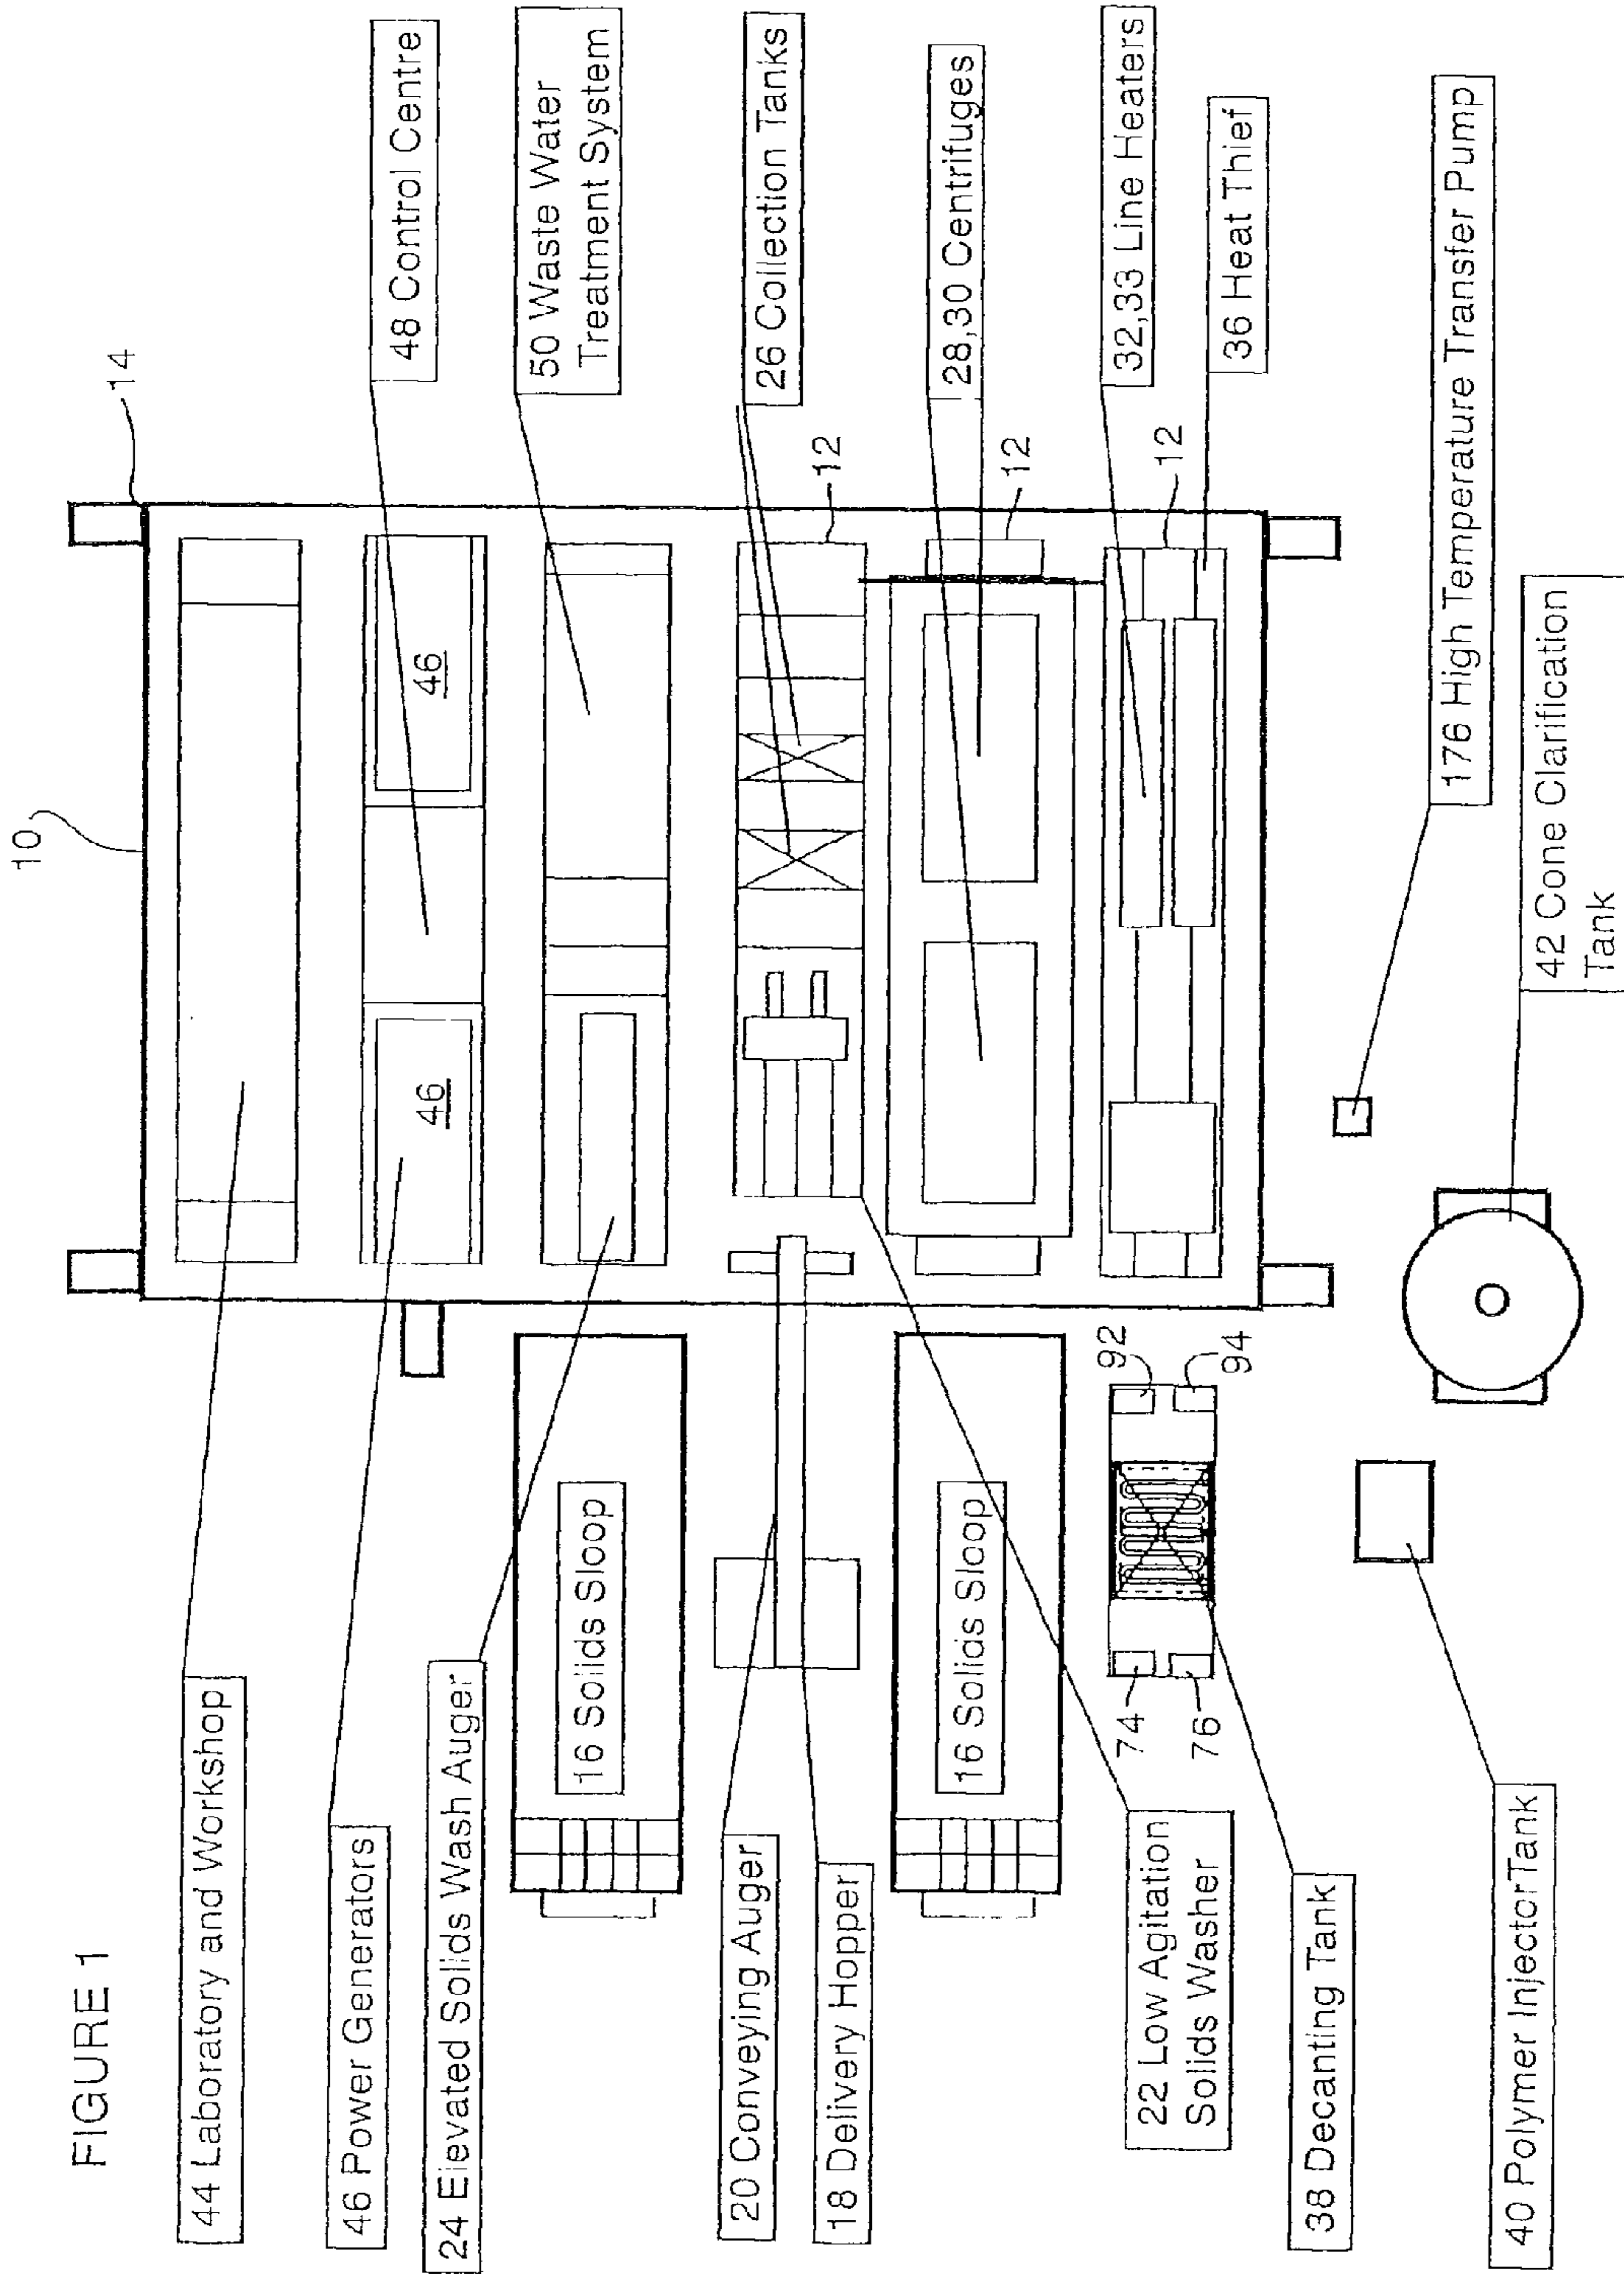 FIGURE 1
10
14
44 Laboratory and Workshop
46 Power Generators
24 Elevated Solids Wash Auger
20 Conveying Auger
18 Delivery Hopper
22 Low Agitation
Solids Washer
38 Decanting Tank
40 Polymer InjectorTank
16 Solids Sloop
16 Solids Sloop
74
76
92
94
46
46
12
12
12
48 Control Centre
50 Waste Water
Treatment System
26 Collection Tanks
28,30 Centrifuges
32,33 Line Heaters
36 Heat Thief
176 High Temperature Transfer Pump
42 Cone Clarification
Tank